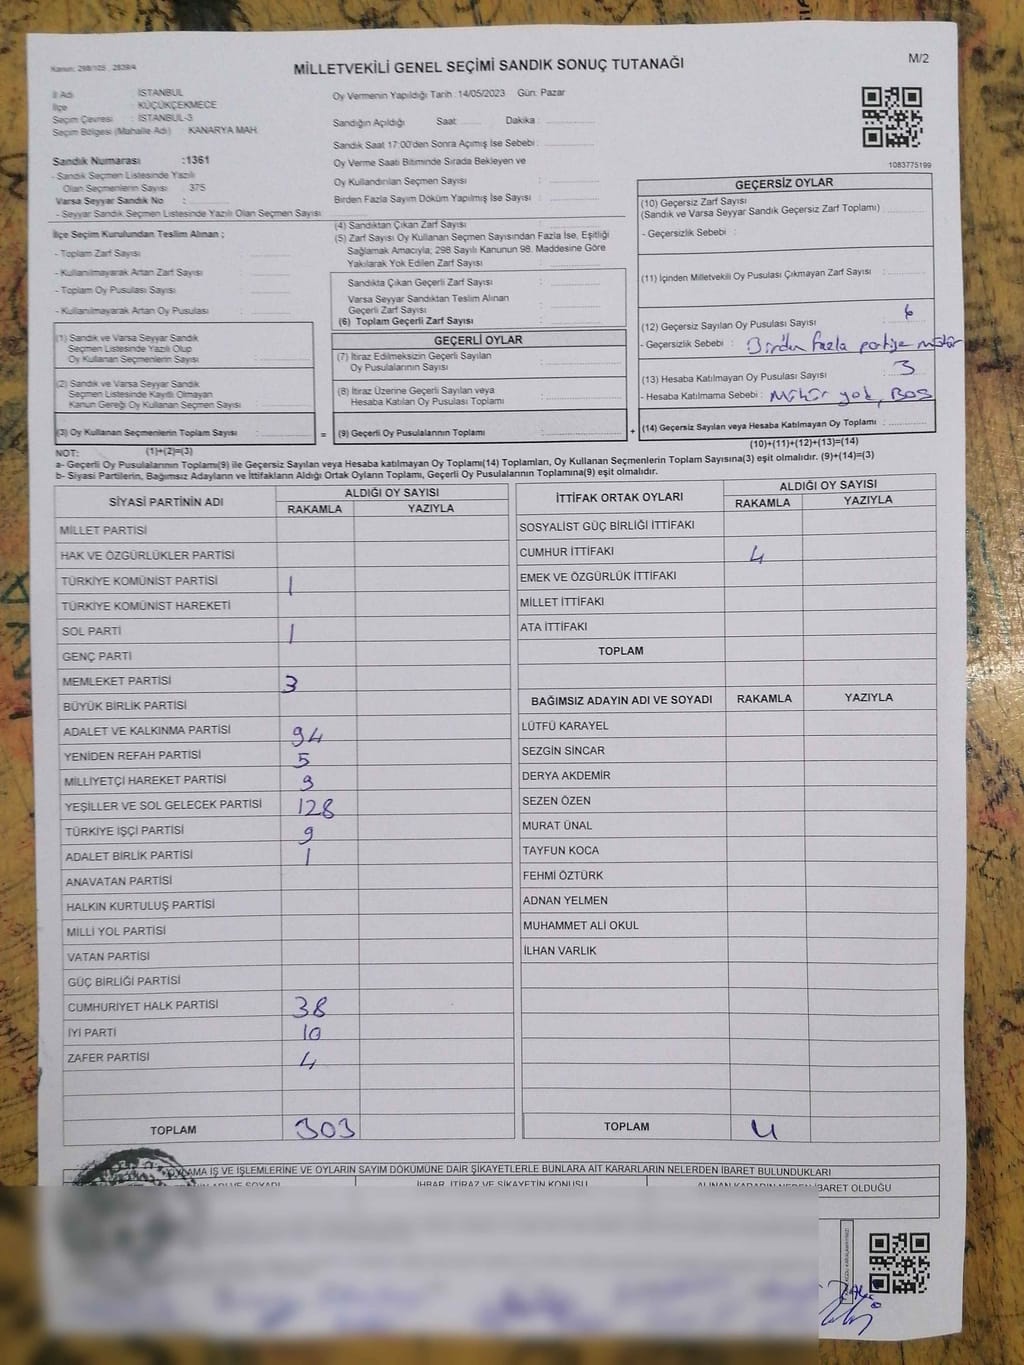 Kanun: 298/105 , 2839/4
MİLLETVEKİLİ GENEL SEÇİMİ SANDIK SONUÇ TUTANAĞI
M/2
İl Adı : İSTANBUL
İlçe : KÜÇÜKÇEKMECE
Seçim Çevresi : İSTANBUL-3
Seçim Bölgesi (Mahalle Adı) : KANARYA MAH.
Sandık Numarası :1361
- Sandık Seçmen Listesinde Yazılı
Olan Seçmenlerin Sayısı : 375
Varsa Seyyar Sandık No :
- Seyyar Sandık Seçmen Listesinde Yazılı Olan Seçmen Sayısı :
İlçe Seçim Kurulundan Teslim Alınan ;
- Toplam Zarf Sayısı :
- Kullanılmayarak Artan Zarf Sayısı :
- Toplam Oy Pusulası Sayısı :
- Kullanılmayarak Artan Oy Pusulası :
Oy Vermenin Yapıldığı Tarih :14/05/2023 Gün: Pazar
Sandığın Açıldığı Saat : Dakika :
Sandık Saat 17:00'den Sonra Açımış İse Sebebi :
Oy Verme Saati Bitiminde Sırada Bekleyen ve
Oy Kullandırılan Seçmen Sayısı :
Birden Fazla Sayım Döküm Yapılmış İse Sayısı :
(4) Sandıktan Çıkan Zarf Sayısı :
(5) Zarf Sayısı Oy Kullanan Seçmen Sayısından Fazla İse, Eşitliği
Sağlamak Amacıyla; 298 Sayılı Kanunun 98. Maddesine Göre
Yakılarak Yok Edilen Zarf Sayısı :
Sandıkta Çıkan Geçerli Zarf Sayısı :
Varsa Seyyar Sandıktan Teslim Alınan
Geçerli Zarf Sayısı :
(6) Toplam Geçerli Zarf Sayısı :
1083775199
GEÇERSİZ OYLAR
(10) Geçersiz Zarf Sayısı
(Sandık ve Varsa Seyyar Sandık Geçersiz Zarf Toplamı) :
- Geçersizlik Sebebi :
(11) İçinden Milletvekili Oy Pusulası Çıkmayan Zarf Sayısı :
(12) Geçersiz Sayılan Oy Pusulası Sayısı : 6
- Geçersizlik Sebebi : Birden fazla partiye mühür
(13) Hesaba Katılmayan Oy Pusulası Sayısı : 3
- Hesaba Katılmama Sebebi : Mühür yok, Boş
(14) Geçersiz Sayılan veya Hesaba Katılmayan Oy Toplamı :
(10)+(11)+(12)+(13)=(14)
(1) Sandık ve Varsa Seyyar Sandık
Seçmen Listesinde Yazılı Olup
Oy Kullanan Seçmenlerin Sayısı :
(2) Sandık ve Varsa Seyyar Sandık
Seçmen Listesinde Kayıtlı Olmayan
Kanun Gereği Oy Kullanan Seçmen Sayısı :
(3) Oy Kullanan Seçmenlerin Toplam Sayısı :
(1)+(2)=(3)
GEÇERLİ OYLAR
(7) İtiraz Edilmeksizin Geçerli Sayılan
Oy Pusulalarının Sayısı :
(8) İtiraz Üzerine Geçerli Sayılan veya
Hesaba Katılan Oy Pusulası Toplamı :
= (9) Geçerli Oy Pusulalarının Toplamı : +
NOT:
a- Geçerli Oy Pusulalarının Toplamı(9) ile Geçersiz Sayılan veya Hesaba katılmayan Oy Toplamı(14) Toplamları, Oy Kullanan Seçmenlerin Toplam Sayısına(3) eşit olmalıdır. (9)+(14)=(3)
b- Siyasi Partilerin, Bağımsız Adayların ve İttifakların Aldığı Ortak Oyların Toplamı, Geçerli Oy Pusulalarının Toplamına(9) eşit olmalıdır.
SİYASİ PARTİNİN ADI
ALDIĞI OY SAYISI
RAKAMLA YAZIYLA
MİLLET PARTİSİ
HAK VE ÖZGÜRLÜKLER PARTİSİ
TÜRKİYE KOMÜNİST PARTİSİ 1
TÜRKİYE KOMÜNİST HAREKETİ
SOL PARTİ 1
GENÇ PARTİ
MEMLEKET PARTİSİ 3
BÜYÜK BİRLİK PARTİSİ
ADALET VE KALKINMA PARTİSİ 94
YENİDEN REFAH PARTİSİ 5
MİLLİYETÇİ HAREKET PARTİSİ 9
YEŞİLLER VE SOL GELECEK PARTİSİ 128
TÜRKİYE İŞÇİ PARTİSİ 9
ADALET BİRLİK PARTİSİ 1
ANAVATAN PARTİSİ
HALKIN KURTULUŞ PARTİSİ
MİLLİ YOL PARTİSİ
VATAN PARTİSİ
GÜÇ BİRLİĞİ PARTİSİ
CUMHURİYET HALK PARTİSİ 38
İYİ PARTİ 10
ZAFER PARTİSİ 4
TOPLAM 303
İTTİFAK ORTAK OYLARI
ALDIĞI OY SAYISI
RAKAMLA YAZIYLA
SOSYALİST GÜÇ BİRLİĞİ İTTİFAKI
CUMHUR İTTİFAKI 4
EMEK VE ÖZGÜRLÜK İTTİFAKI
MİLLET İTTİFAKI
ATA İTTİFAKI
TOPLAM
BAĞIMSIZ ADAYIN ADI VE SOYADI RAKAMLA YAZIYLA
LÜTFÜ KARAYEL
SEZGİN SİNCAR
DERYA AKDEMİR
SEZEN ÖZEN
MURAT ÜNAL
TAYFUN KOCA
FEHMİ ÖZTÜRK
ADNAN YELMEN
MUHAMMET ALİ OKUL
İLHAN VARLIK
TOPLAM 4
OYLAMA İŞ VE İŞLEMLERİNE VE OYLARIN SAYIM DÖKÜMÜNE DAİR ŞİKAYETLERLE BUNLARA AİT KARARLARIN NELERDEN İBARET BULUNDUKLARI
İHBAR, İTİRAZ VE ŞİKAYETİN KONUSU
ALINAN KARARIN NEDEN İBARET OLDUĞU